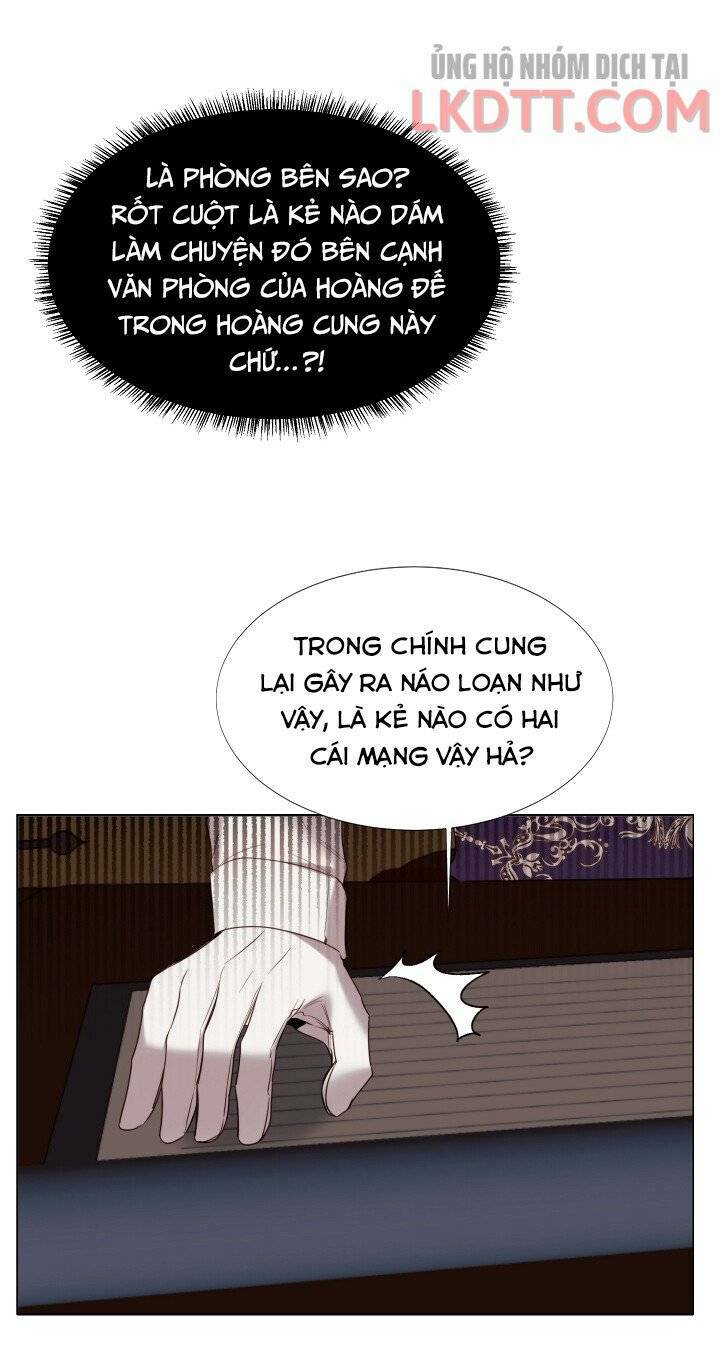 ỦNG HỘ NHÓM DỊCH TẠI
LKDTT.COM
LÀ PHÒNG BÊN SAO?
RỐT CUỘT LÀ KẺ NÀO DÁM
LÀM CHUYỆN ĐÓ BÊN CẠNH
VĂN PHÒNG CỦA HOÀNG ĐẾ
TRONG HOÀNG CUNG NÀY
CHỨ...?!
TRONG CHÍNH CUNG
LẠI GÂY RA NÁO LOẠN NHƯ
VẬY, LÀ KẺ NÀO CÓ HAI
CÁI MẠNG VẬY HẢ?